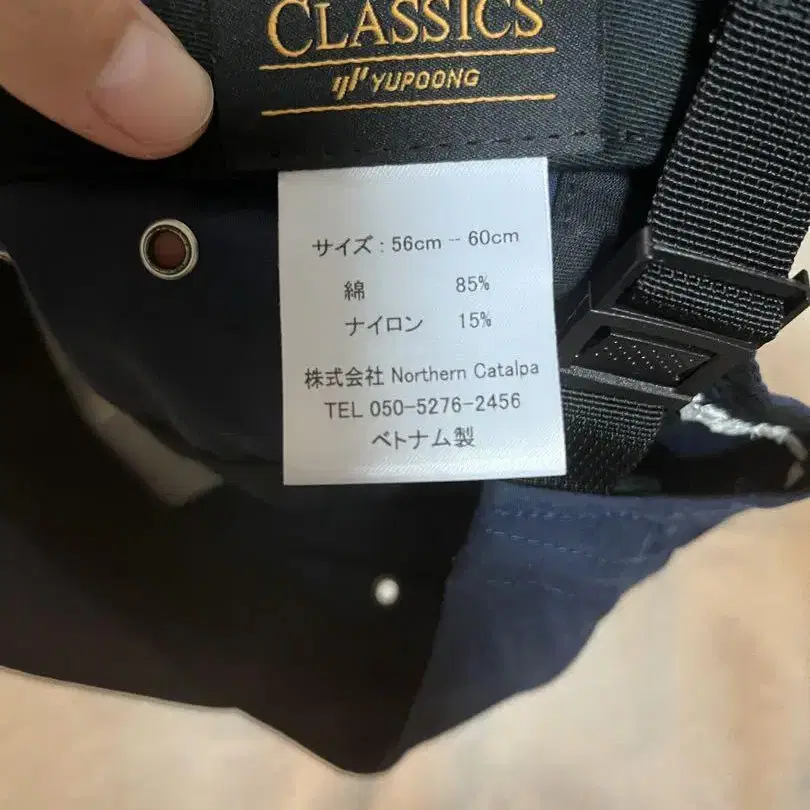 CLASSICS
YUPOONG
サイズ : 56cm - 60cm
綿 85%
ナイロン 15%
株式会社 Northern Catalpa
TEL 050-5276-2456
ベトナム製